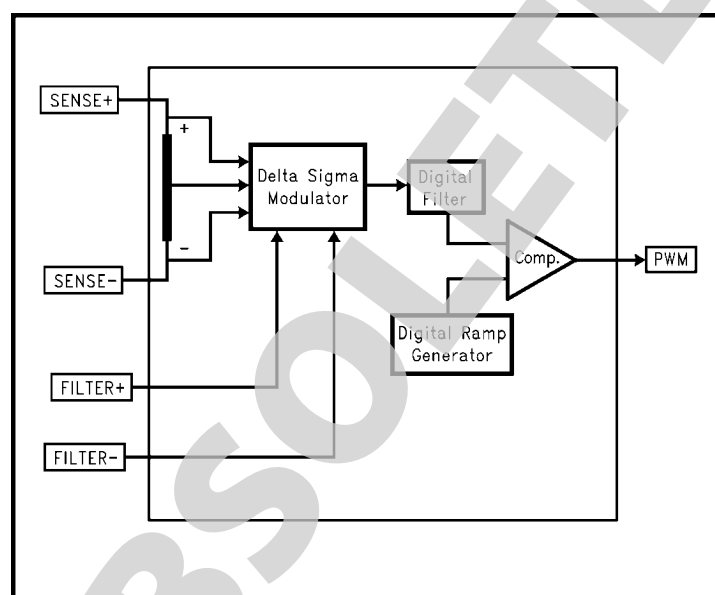 SENSE+
+
Delta Sigma
Modulator
Digital
Filter
−
SENSE−
Comp.
PWM
Digital Ramp
Generator
FILTER+
FILTER−
OBSOLETE